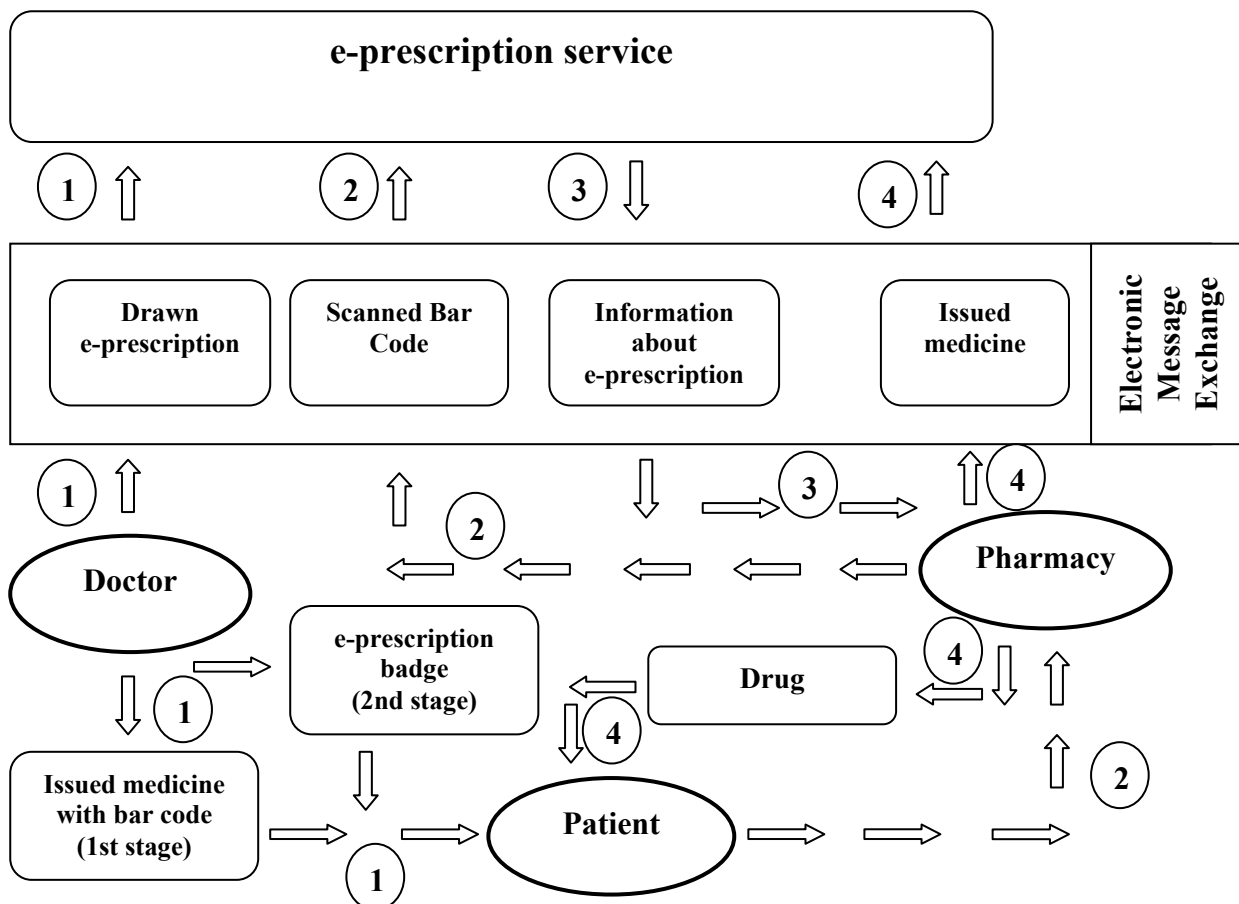 e-prescription service
1
2
3
4
Drawn
e-prescription
Scanned Bar
Code
Information
about
e-prescription
Issued
medicine
Electronic
Message
Exchange
1
2
3
4
Doctor
Pharmacy
e-prescription
badge
(2nd stage)
Drug
4
1
4
Issued medicine
with bar code
(1st stage)
Patient
2
1